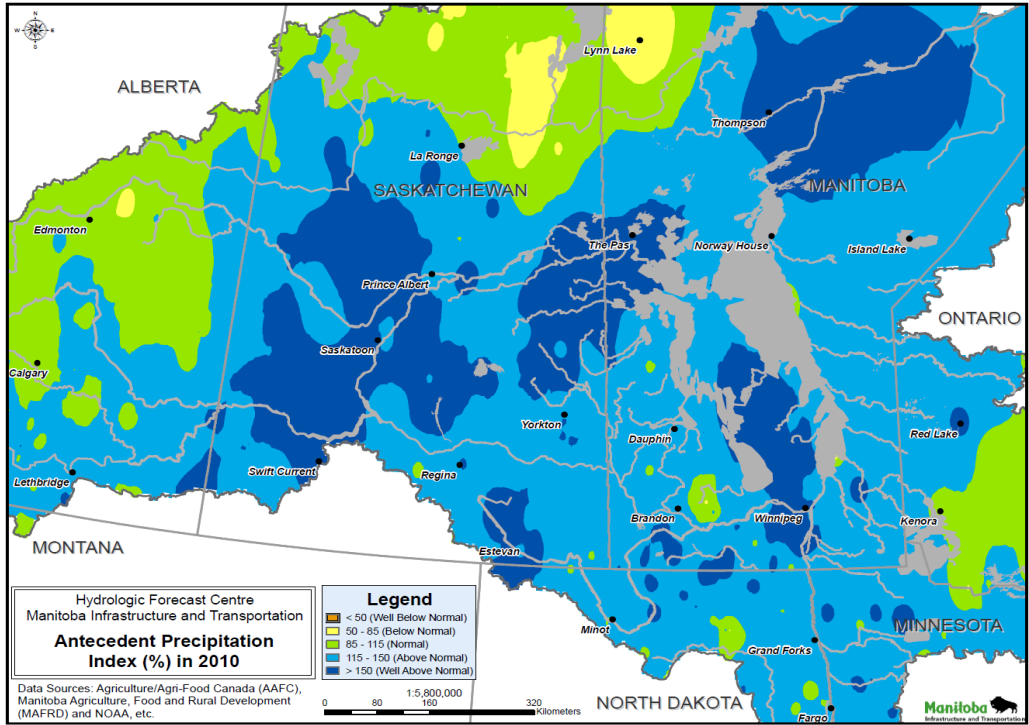 N
W E
S
ALBERTA
Lynn Lake
Thompson
La Ronge
SASKATCHEWAN
MANITOBA
Edmonton
The Pas
Norway House
Island Lake
Prince Albert
ONTARIO
Saskatoon
Calgary
Yorkton
Dauphin
Red Lake
Swift Current
Regina
Lethbridge
Brandon
Winnipeg
Kenora
MONTANA
Estevan
Minot
MINNESOTA
Grand Forks
NORTH DAKOTA
Fargo
Hydrologic Forecast Centre
Manitoba Infrastructure and Transportation
Antecedent Precipitation
Index (%) in 2010
Data Sources: Agriculture/Agri-Food Canada (AAFC),
Manitoba Agriculture, Food and Rural Development
(MAFRD) and NOAA, etc.
Legend
< 50 (Well Below Normal)
50 - 85 (Below Normal)
85 - 115 (Normal)
115 - 150 (Above Normal)
> 150 (Well Above Normal)
1:5,800,000
0 40 80 160 320
Kilometers
Manitoba
Infrastructure and Transportation